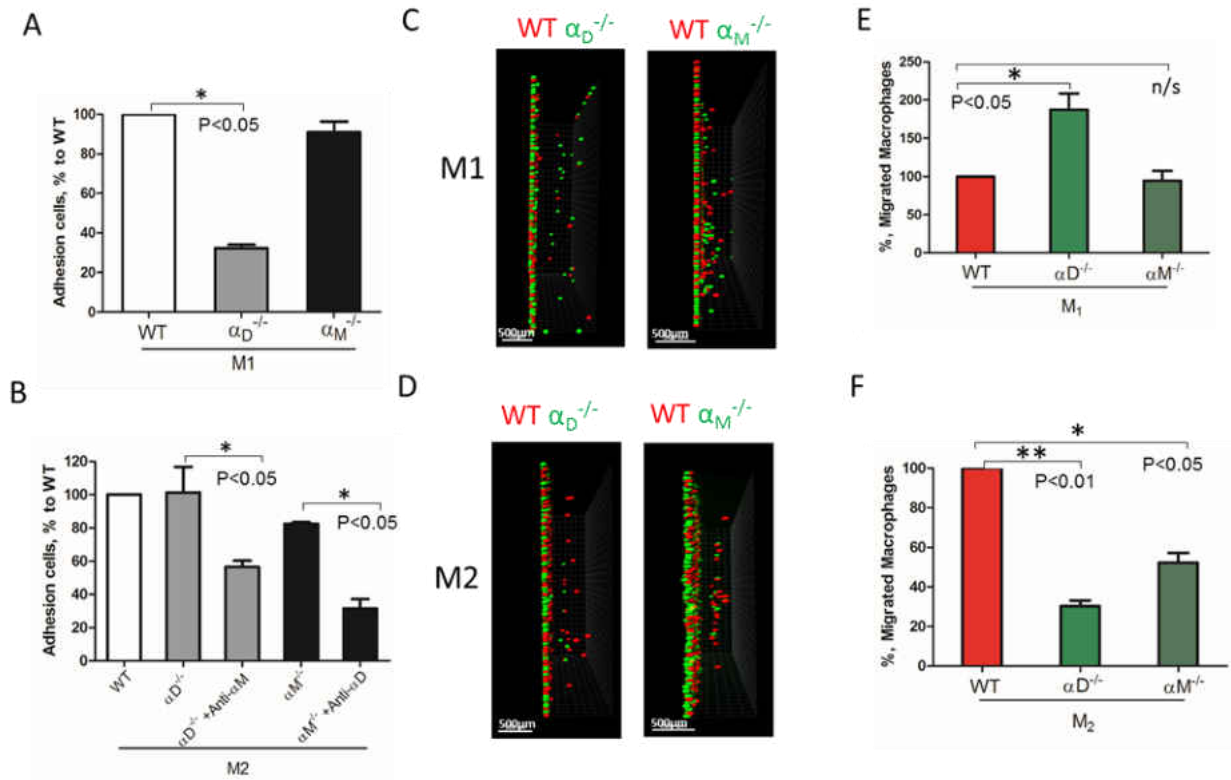 A
Adhesion cells, % to WT
100
80
60
40
20
0
*
P<0.05
WT
αD-/-
αM-/-
M1
B
Adhesion cells, % to WT
120
100
80
60
40
20
0
*
P<0.05
*
P<0.05
WT
αD-/-
αD-/- +Anti-αM
αM-/-
αM-/- +Anti-αD
M2
C
WT αD-/-
WT αM-/-
M1
500µm
500µm
D
WT αD-/-
WT αM-/-
M2
500µm
500µm
E
%, Migrated Macrophages
250
200
150
100
50
0
*
P<0.05
n/s
WT
αD-/-
αM-/-
M1
F
%, Migrated Macrophages
100
80
60
40
20
0
*
**
P<0.01
P<0.05
WT
αD-/-
αM-/-
M2